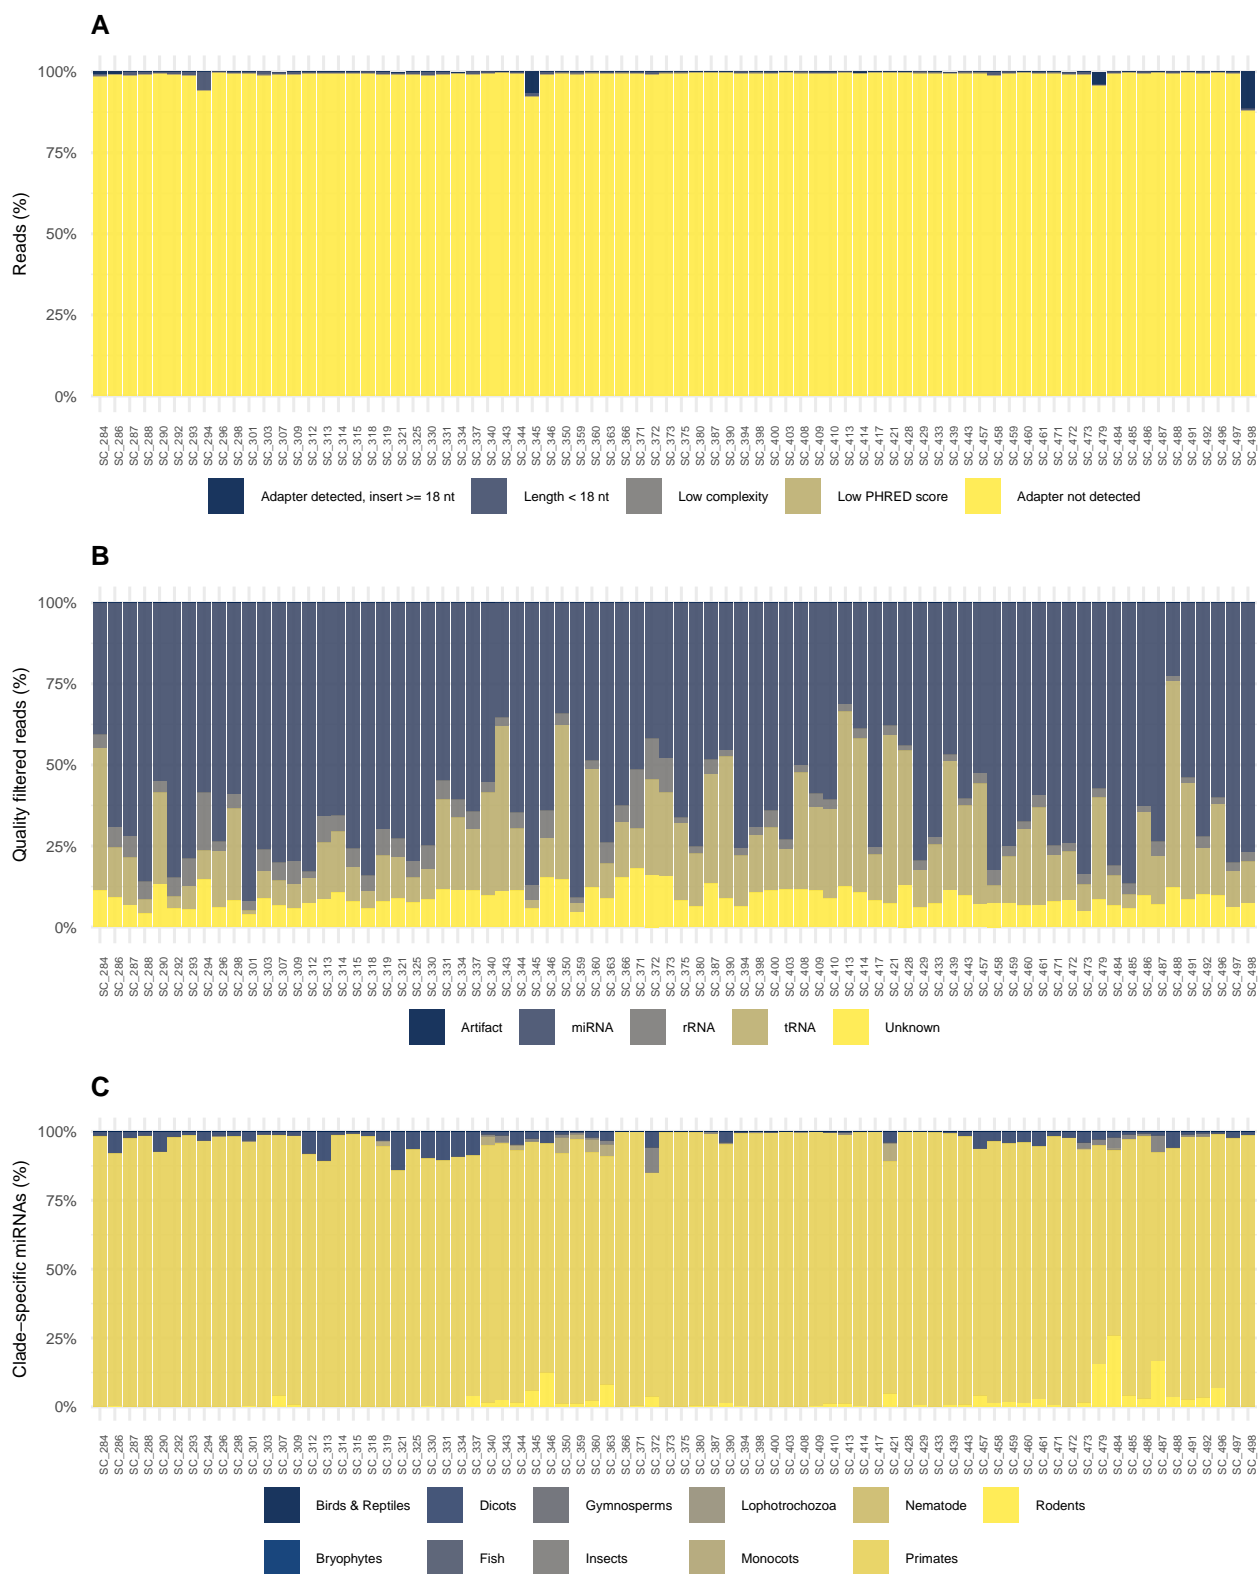 A
Reads (%)
100%
75%
50%
25%
0%
SC_284 SC_286 SC_287 SC_288 SC_290 SC_292 SC_293 SC_294 SC_296 SC_298 SC_301 SC_303 SC_307 SC_309 SC_312 SC_313 SC_314 SC_315 SC_318 SC_319 SC_321 SC_325 SC_330 SC_331 SC_334 SC_337 SC_340 SC_343 SC_344 SC_345 SC_346 SC_350 SC_359 SC_360 SC_363 SC_366 SC_371 SC_372 SC_373 SC_375 SC_380 SC_387 SC_390 SC_394 SC_398 SC_400 SC_403 SC_408 SC_409 SC_410 SC_413 SC_414 SC_417 SC_421 SC_428 SC_429 SC_433 SC_439 SC_443 SC_457 SC_458 SC_459 SC_460 SC_461 SC_471 SC_472 SC_473 SC_479 SC_484 SC_485 SC_486 SC_487 SC_488 SC_491 SC_492 SC_496 SC_497 SC_498
Adapter detected, insert >= 18 nt Length < 18 nt Low complexity Low PHRED score Adapter not detected
B
Quality filtered reads (%)
100%
75%
50%
25%
0%
SC_284 SC_286 SC_287 SC_288 SC_290 SC_292 SC_293 SC_294 SC_296 SC_298 SC_301 SC_303 SC_307 SC_309 SC_312 SC_313 SC_314 SC_315 SC_318 SC_319 SC_321 SC_325 SC_330 SC_331 SC_334 SC_337 SC_340 SC_343 SC_344 SC_345 SC_346 SC_350 SC_359 SC_360 SC_363 SC_366 SC_371 SC_372 SC_373 SC_375 SC_380 SC_387 SC_390 SC_394 SC_398 SC_400 SC_403 SC_408 SC_409 SC_410 SC_413 SC_414 SC_417 SC_421 SC_428 SC_429 SC_433 SC_439 SC_443 SC_457 SC_458 SC_459 SC_460 SC_461 SC_471 SC_472 SC_473 SC_479 SC_484 SC_485 SC_486 SC_487 SC_488 SC_491 SC_492 SC_496 SC_497 SC_498
Artifact miRNA rRNA tRNA Unknown
C
Clade−specific miRNAs (%)
100%
75%
50%
25%
0%
SC_284 SC_286 SC_287 SC_288 SC_290 SC_292 SC_293 SC_294 SC_296 SC_298 SC_301 SC_303 SC_307 SC_309 SC_312 SC_313 SC_314 SC_315 SC_318 SC_319 SC_321 SC_325 SC_330 SC_331 SC_334 SC_337 SC_340 SC_343 SC_344 SC_345 SC_346 SC_350 SC_359 SC_360 SC_363 SC_366 SC_371 SC_372 SC_373 SC_375 SC_380 SC_387 SC_390 SC_394 SC_398 SC_400 SC_403 SC_408 SC_409 SC_410 SC_413 SC_414 SC_417 SC_421 SC_428 SC_429 SC_433 SC_439 SC_443 SC_457 SC_458 SC_459 SC_460 SC_461 SC_471 SC_472 SC_473 SC_479 SC_484 SC_485 SC_486 SC_487 SC_488 SC_491 SC_492 SC_496 SC_497 SC_498
Birds & Reptiles Dicots Gymnosperms Lophotrochozoa Nematode Rodents
Bryophytes Fish Insects Monocots Primates